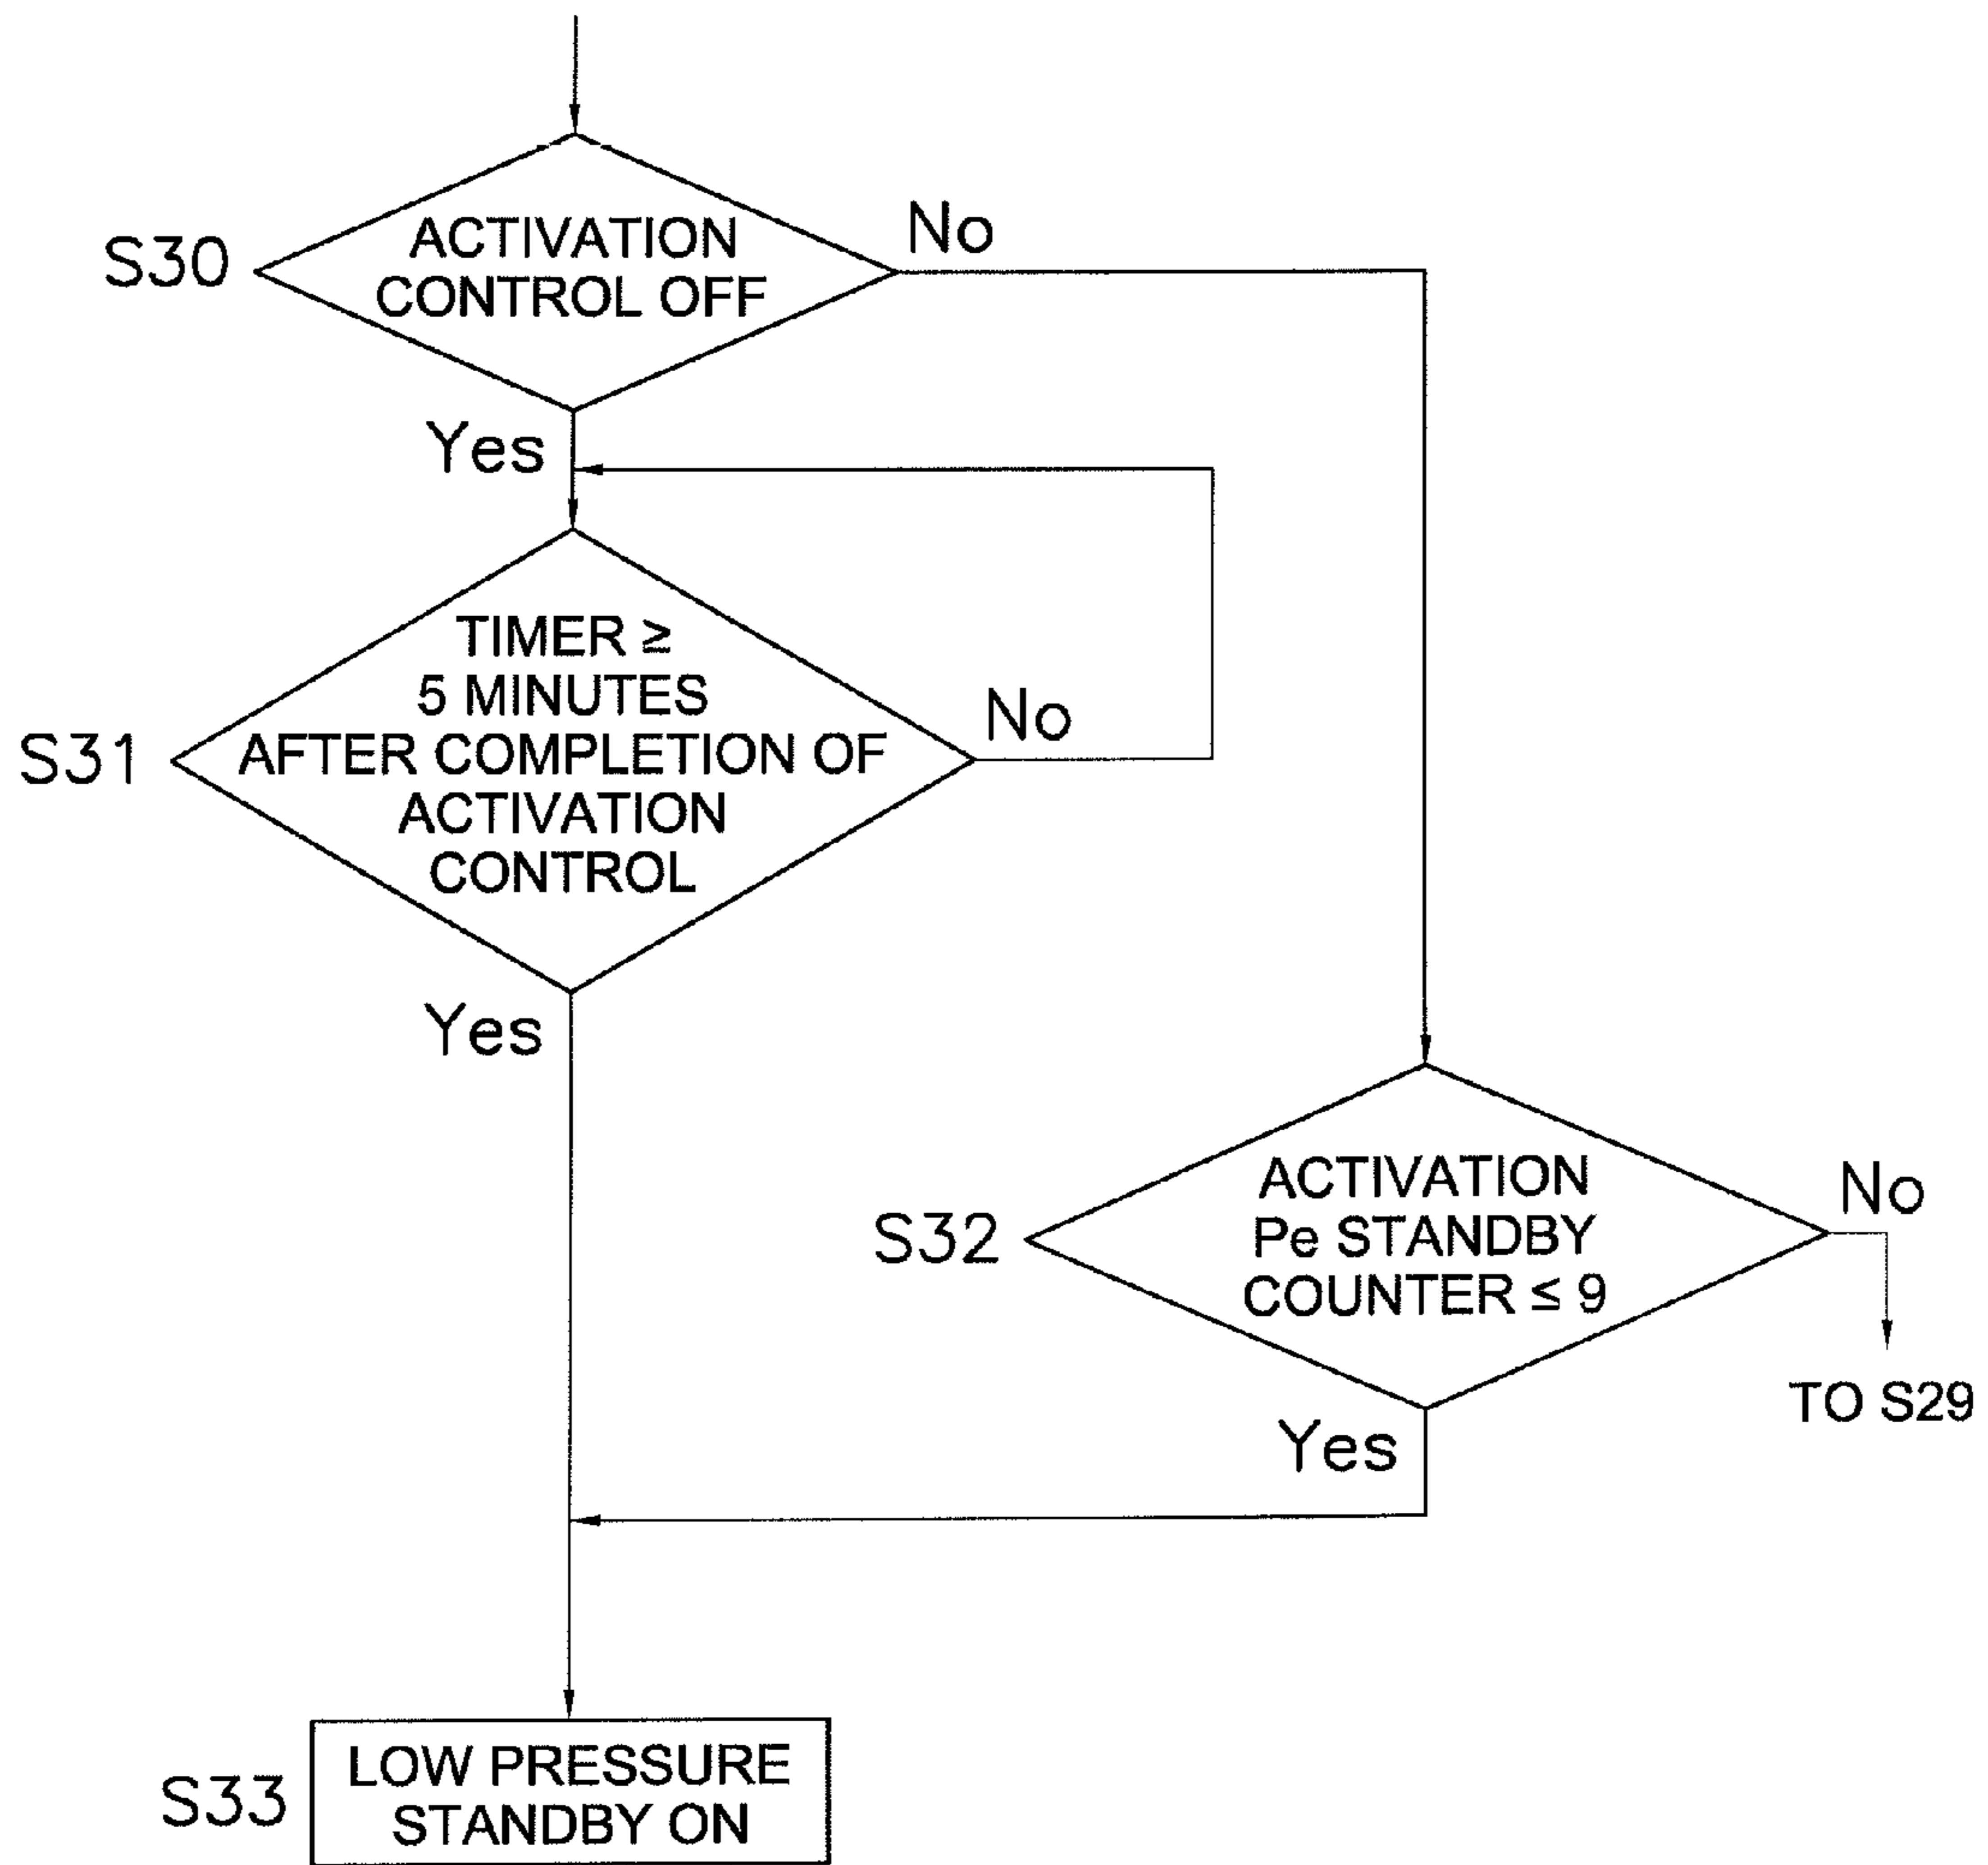 S30
ACTIVATION
CONTROL OFF
No
Yes
S31
TIMER ≥
5 MINUTES
AFTER COMPLETION OF
ACTIVATION
CONTROL
No
Yes
S32
ACTIVATION
Pe STANDBY
COUNTER ≤ 9
No
TO S29
Yes
S33
LOW PRESSURE
STANDBY ON